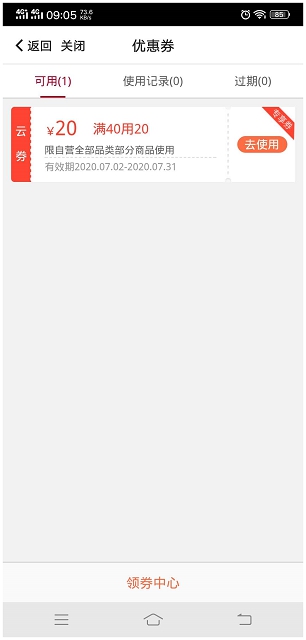 4G 4G 09:05 73.6 KB/s 85
返回 关闭 优惠券
可用(1) 使用记录(0) 过期(0)
云券
¥20 满40用20
专享券
去使用
限自营全部品类部分商品使用
有效期2020.07.02-2020.07.31
领券中心